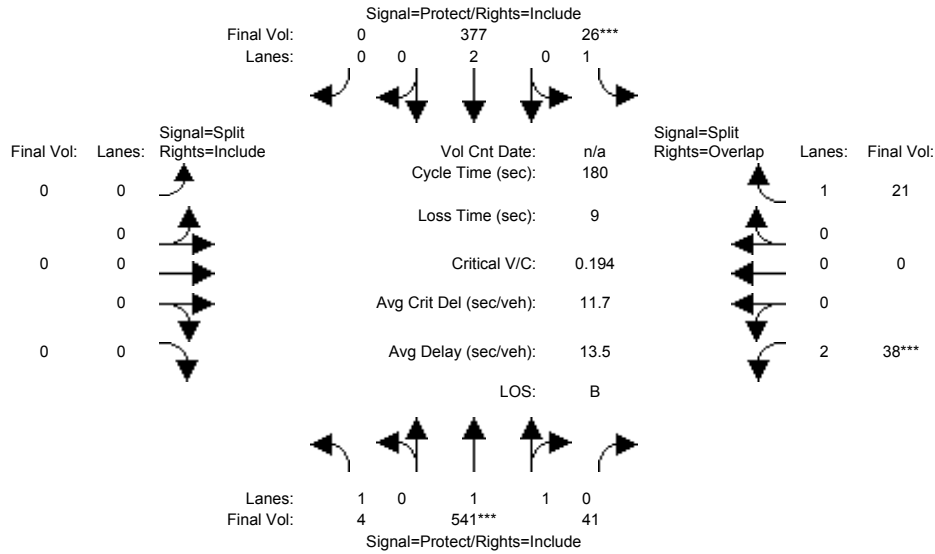 Signal=Protect/Rights=Include
Final Vol: 0 377 26***
Lanes: 0 0 2 0 1
Signal=Split Signal=Split
Final Vol: Lanes: Rights=Include Vol Cnt Date: n/a Rights=Overlap Lanes: Final Vol:
Cycle Time (sec): 180
0 0 1 21
Loss Time (sec): 9
0 0
0 0 Critical V/C: 0.194 0 0
0 Avg Crit Del (sec/veh): 11.7 0
0 0 Avg Delay (sec/veh): 13.5 2 38***
LOS: B
Lanes: 1 0 1 1 0
Final Vol: 4 541*** 41
Signal=Protect/Rights=Include